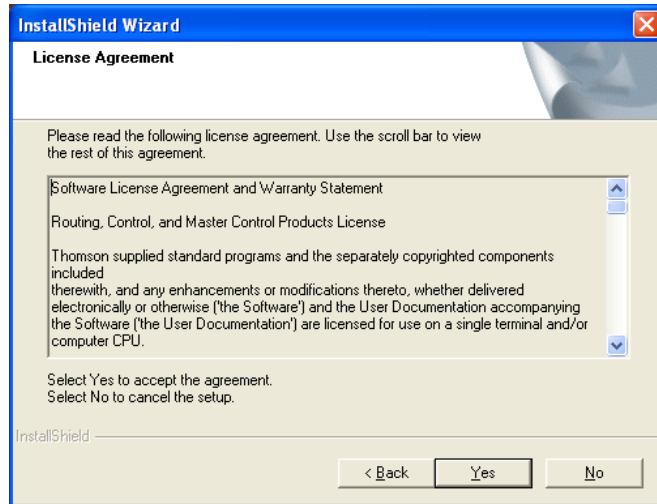 InstallShield Wizard
License Agreement
Please read the following license agreement. Use the scroll bar to view
the rest of this agreement.
Software License Agreement and Warranty Statement
Routing, Control, and Master Control Products License
Thomson supplied standard programs and the separately copyrighted components
included
therewith, and any enhancements or modifications thereto, whether delivered
electronically or otherwise ('the Software') and the User Documentation accompanying
the Software ('the User Documentation') are licensed for use on a single terminal and/or
computer CPU.
Select Yes to accept the agreement.
Select No to cancel the setup.
InstallShield
< Back Yes No